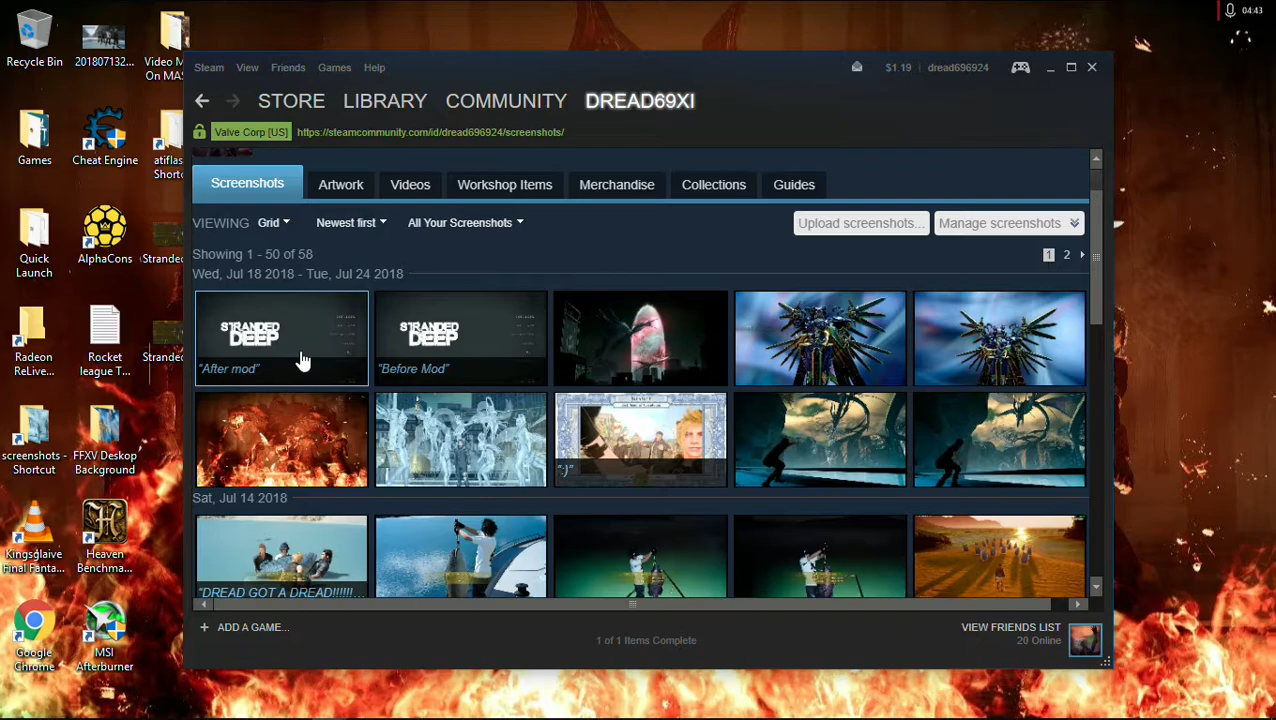 04:43
Recycle Bin
201807132...
Video M
On MAS
Steam View Friends Games Help
$1.19 dread696924
STORE LIBRARY COMMUNITY DREAD69XI
Valve Corp [US] https://steamcommunity.com/id/dread696924/screenshots/
Games
Cheat Engine
atiflas
Shortc
Screenshots Artwork Videos Workshop Items Merchandise Collections Guides
VIEWING Grid Newest first All Your Screenshots Upload screenshots... Manage screenshots
Showing 1 - 50 of 58 1 2
Wed, Jul 18 2018 - Tue, Jul 24 2018
Quick
Launch
AlphaCons
Strandec
STRANDED
DEEP
"After mod"
STRANDED
DEEP
"Before Mod"
Radeon
ReLive...
Rocket
league T...
Strandec
":)"
screenshots -
Shortcut
FFXV Deskop
Background
Sat, Jul 14 2018
Kingsglaive
Final Fanta...
Heaven
Benchma...
"DREAD GOT A DREAD!!!!!!...
+ ADD A GAME...
1 of 1 Items Complete
VIEW FRIENDS LIST
20 Online
Google
Chrome
MSI
Afterburner